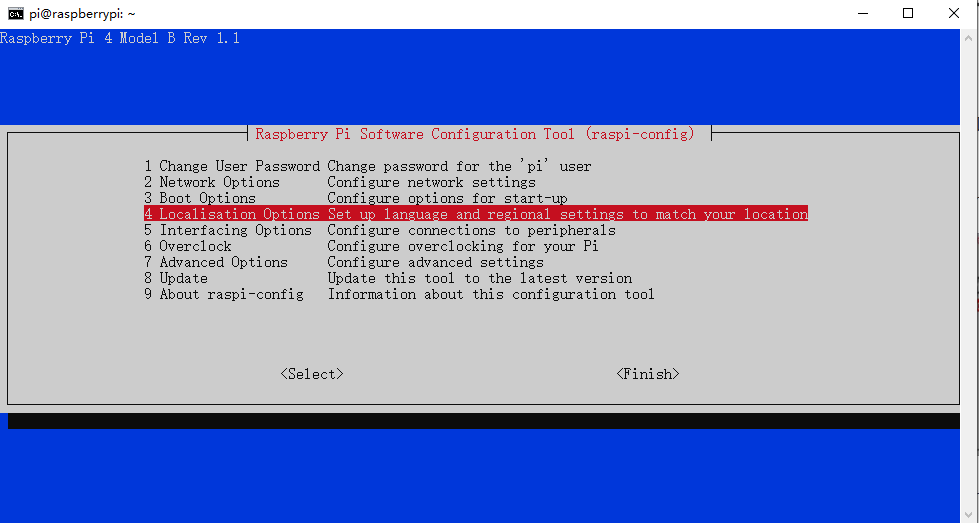 pi@raspberrypi: ~
Raspberry Pi 4 Model B Rev 1.1
Raspberry Pi Software Configuration Tool (raspi-config)
1 Change User Password Change password for the 'pi' user
2 Network Options Configure network settings
3 Boot Options Configure options for start-up
4 Localisation Options Set up language and regional settings to match your location
5 Interfacing Options Configure connections to peripherals
6 Overclock Configure overclocking for your Pi
7 Advanced Options Configure advanced settings
8 Update Update this tool to the latest version
9 About raspi-config Information about this configuration tool
<Select> <Finish>